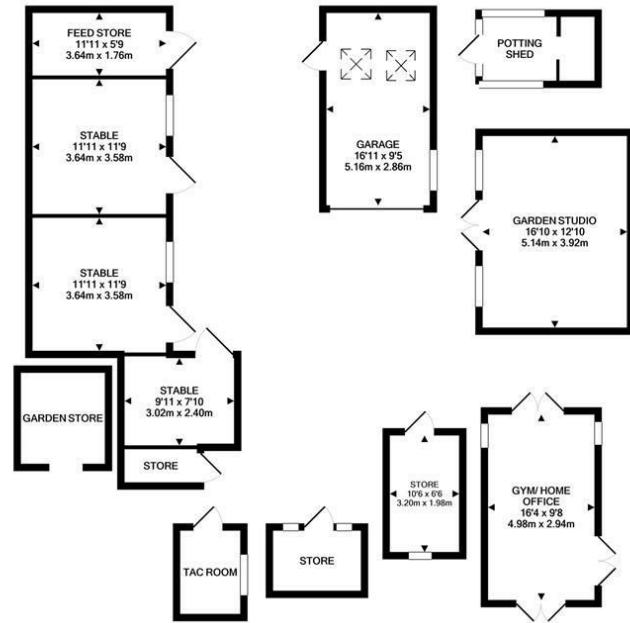 FEED STORE
11'11 x 5'9
3.64m x 1.76m
STABLE
11'11 x 11'9
3.64m x 3.58m
STABLE
11'11 x 11'9
3.64m x 3.58m
STABLE
9'11 x 7'10
3.02m x 2.40m
STORE
GARDEN STORE
GARAGE
16'11 x 9'5
5.16m x 2.86m
POTTING
SHED
GARDEN STUDIO
16'10 x 12'10
5.14m x 3.92m
TAC ROOM
STORE
STORE
10'6 x 6'6
3.20m x 1.98m
GYM/ HOME
OFFICE
16'4 x 9'8
4.98m x 2.94m